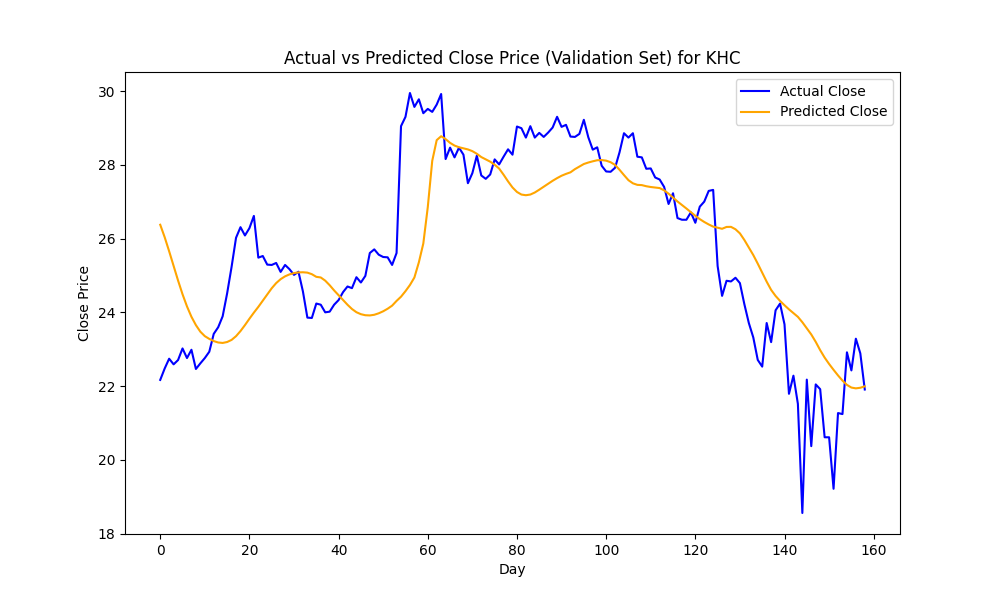 Actual vs Predicted Close Price (Validation Set) for KHC
Actual Close
Predicted Close
Close Price
30
28
26
24
22
20
18
0 20 40 60 80 100 120 140 160
Day